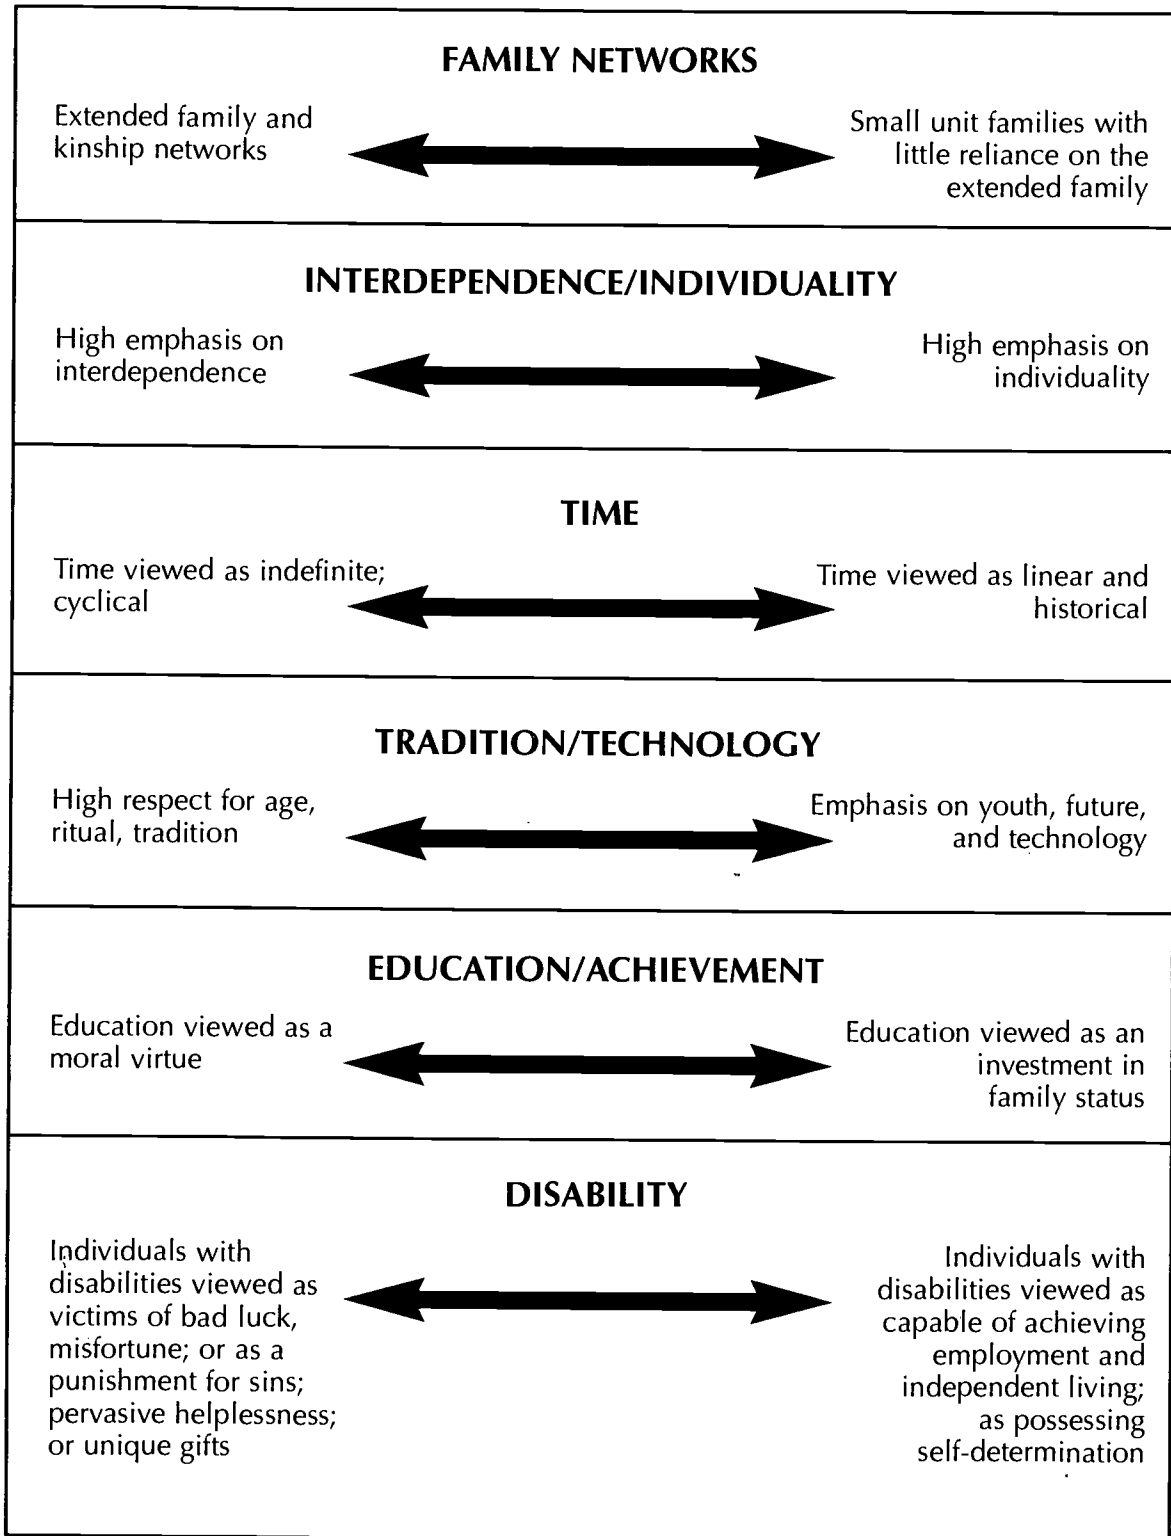 FAMILY NETWORKS
Extended family and
kinship networks
Small unit families with
little reliance on the
extended family
INTERDEPENDENCE/INDIVIDUALITY
High emphasis on
interdependence
High emphasis on
individuality
TIME
Time viewed as indefinite;
cyclical
Time viewed as linear and
historical
TRADITION/TECHNOLOGY
High respect for age,
ritual, tradition
Emphasis on youth, future,
and technology
EDUCATION/ACHIEVEMENT
Education viewed as a
moral virtue
Education viewed as an
investment in
family status
DISABILITY
Individuals with
disabilities viewed as
victims of bad luck,
misfortune; or as a
punishment for sins;
pervasive helplessness;
or unique gifts
Individuals with
disabilities viewed as
capable of achieving
employment and
independent living;
as possessing
self-determination